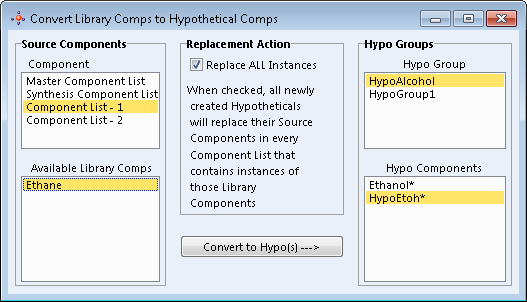 Convert Library Comps to Hypothetical Comps
Source Components
Component
Master Component List
Synthesis Component List
Component List - 1
Component List - 2
Available Library Comps
Ethane
Replacement Action
Replace ALL Instances
When checked, all newly
created Hypotheticals
will replace their Source
Components in every
Component List that
contains instances of
those Library
Components
Convert to Hypo(s) --->
Hypo Groups
Hypo Group
HypoAlcohol
HypoGroup1
Hypo Components
Ethanol*
HypoEtoh*